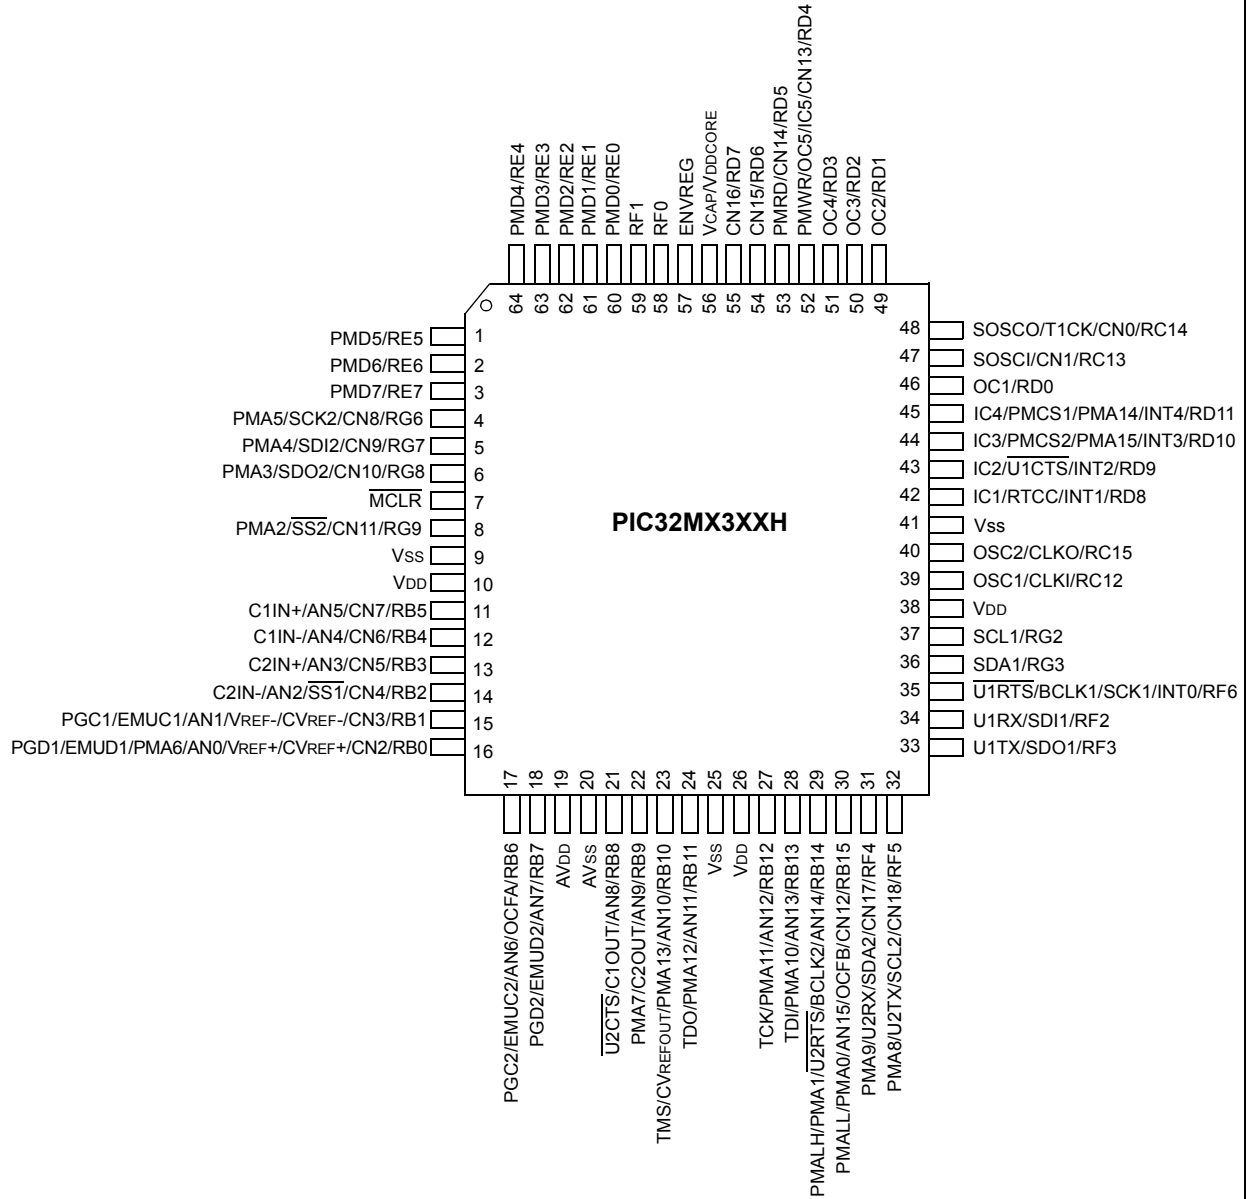 PMD4/RE4
PMD3/RE3
PMD2/RE2
PMD1/RE1
PMD0/RE0
RF1
RF0
ENVREG
VCAP/VDDCORE
CN16/RD7
CN15/RD6
PMRD/CN14/RD5
PMWR/OC5/IC5/CN13/RD4
OC4/RD3
OC3/RD2
OC2/RD1
64
63
62
61
60
59
58
57
56
55
54
53
52
51
50
49
PMD5/RE5 1
PMD6/RE6 2
PMD7/RE7 3
PMA5/SCK2/CN8/RG6 4
PMA4/SDI2/CN9/RG7 5
PMA3/SDO2/CN10/RG8 6
MCLR 7
PMA2/SS2/CN11/RG9 8
VSS 9
VDD 10
C1IN+/AN5/CN7/RB5 11
C1IN-/AN4/CN6/RB4 12
C2IN+/AN3/CN5/RB3 13
C2IN-/AN2/SS1/CN4/RB2 14
PGC1/EMUC1/AN1/VREF-/CVREF-/CN3/RB1 15
PGD1/EMUD1/PMA6/AN0/VREF+/CVREF+/CN2/RB0 16
PIC32MX3XXH
48 SOSCO/T1CK/CN0/RC14
47 SOSCI/CN1/RC13
46 OC1/RD0
45 IC4/PMCS1/PMA14/INT4/RD11
44 IC3/PMCS2/PMA15/INT3/RD10
43 IC2/U1CTS/INT2/RD9
42 IC1/RTCC/INT1/RD8
41 Vss
40 OSC2/CLKO/RC15
39 OSC1/CLKI/RC12
38 VDD
37 SCL1/RG2
36 SDA1/RG3
35 U1RTS/BCLK1/SCK1/INT0/RF6
34 U1RX/SDI1/RF2
33 U1TX/SDO1/RF3
17
18
19
20
21
22
23
24
25
26
27
28
29
30
31
32
PGC2/EMUC2/AN6/OCFA/RB6
PGD2/EMUD2/AN7/RB7
AVDD
AVSS
U2CTS/C1OUT/AN8/RB8
PMA7/C2OUT/AN9/RB9
TMS/CVREFOUT/PMA13/AN10/RB10
TDO/PMA12/AN11/RB11
VSS
VDD
TCK/PMA11/AN12/RB12
TDI/PMA10/AN13/RB13
PMALH/PMA1/U2RTS/BCLK2/AN14/RB14
PMALL/PMA0/AN15/OCFB/CN12/RB15
PMA9/U2RX/SDA2/CN17/RF4
PMA8/U2TX/SCL2/CN18/RF5